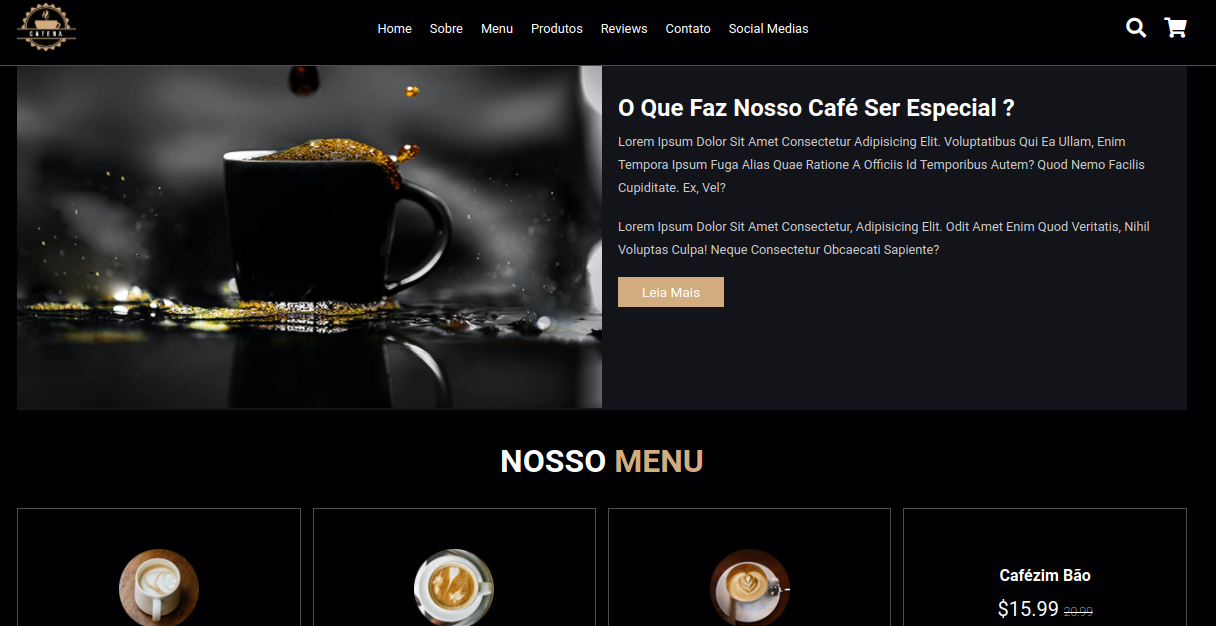 CAFENA
Home Sobre Menu Produtos Reviews Contato Social Medias
O Que Faz Nosso Café Ser Especial ?
Lorem Ipsum Dolor Sit Amet Consectetur Adipisicing Elit. Voluptatibus Qui Ea Ullam, Enim
Tempora Ipsum Fuga Alias Quae Ratione A Officiis Id Temporibus Autem? Quod Nemo Facilis
Cupiditate. Ex, Vel?
Lorem Ipsum Dolor Sit Amet Consectetur, Adipisicing Elit. Odit Amet Enim Quod Veritatis, Nihil
Voluptas Culpa! Neque Consectetur Obcaecati Sapiente?
Leia Mais
NOSSO MENU
Cafézim Bão
$15.99 20.99